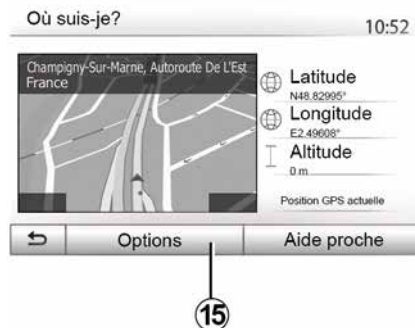 Où suis-je?
10:52
Champigny-Sur-Marne, Autoroute De L'Est
France
Latitude
N48.82995°
Longitude
E2.49608°
Altitude
0 m
Position GPS actuelle
Options
Aide proche
15